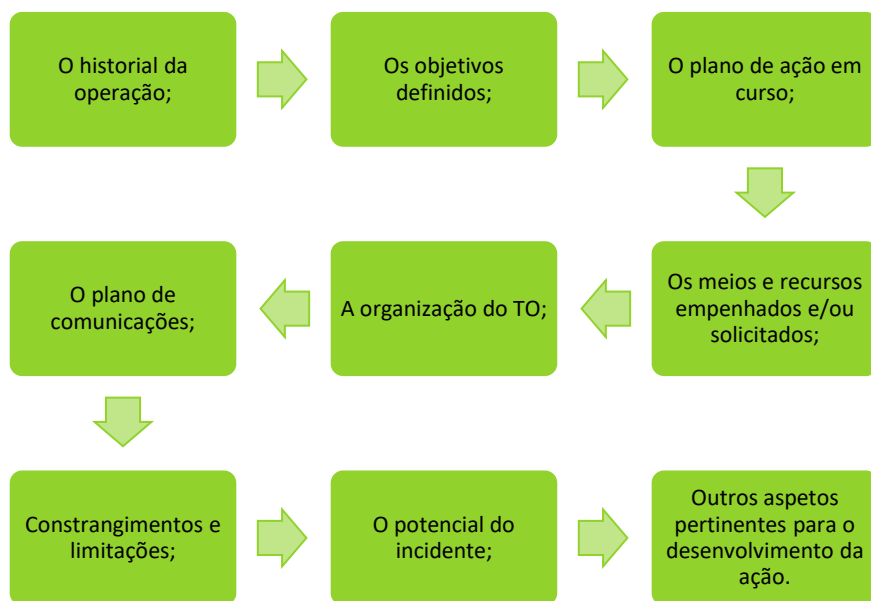 O historial da
operação;
Os objetivos
definidos;
O plano de ação em
curso;
Os meios e recursos
empenhados e/ou
solicitados;
A organização do TO;
O plano de
comunicações;
Constrangimentos e
limitações;
O potencial do
incidente;
Outros aspetos
pertinentes para o
desenvolvimento da
ação.